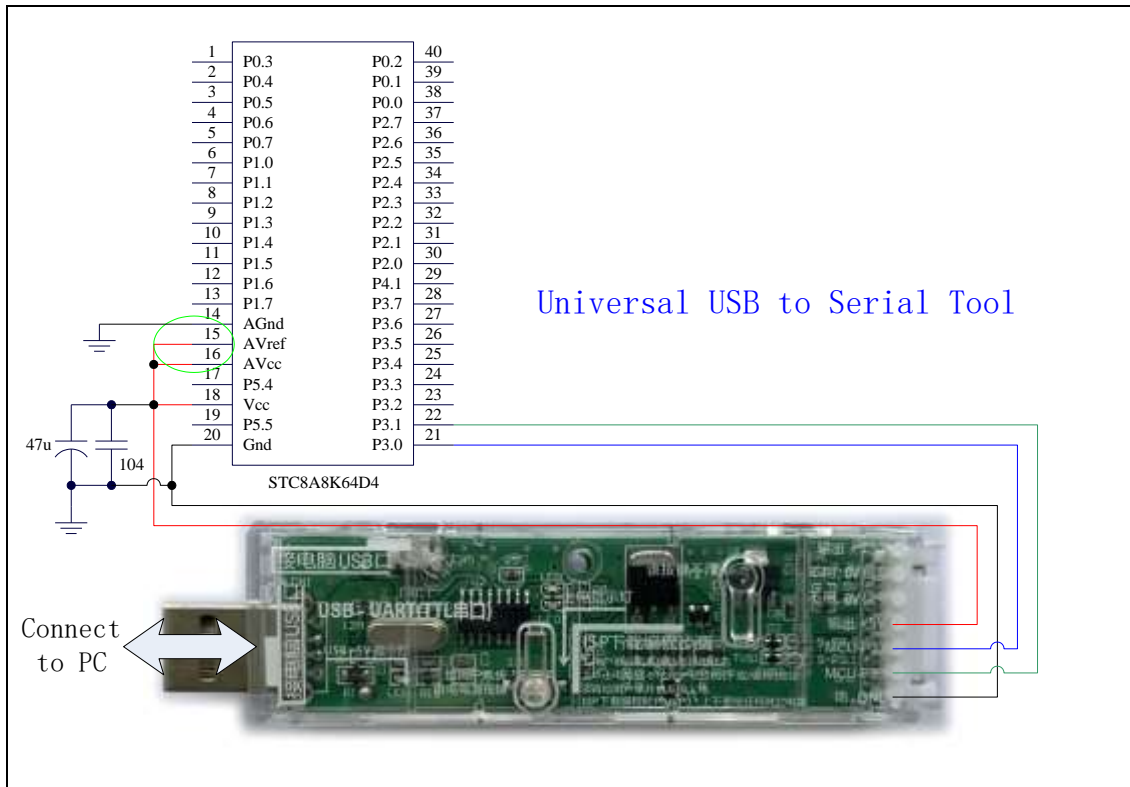 1 P0.3 P0.2 40
2 P0.4 P0.1 39
3 P0.5 P0.0 38
4 P0.6 P2.7 37
5 P0.7 P2.6 36
6 P1.0 P2.5 35
7 P1.1 P2.4 34
8 P1.2 P2.3 33
9 P1.3 P2.2 32
10 P1.4 P2.1 31
11 P1.5 P2.0 30
12 P1.6 P4.1 29
13 P1.7 P3.7 28
14 AGnd P3.6 27
15 AVref P3.5 26
16 AVcc P3.4 25
17 P5.4 P3.3 24
18 Vcc P3.2 23
19 P5.5 P3.1 22
20 Gnd P3.0 21
47u
104
STC8A8K64D4
Universal USB to Serial Tool
接电脑USB口
USB-UART(TTL串口)
Connect
to PC